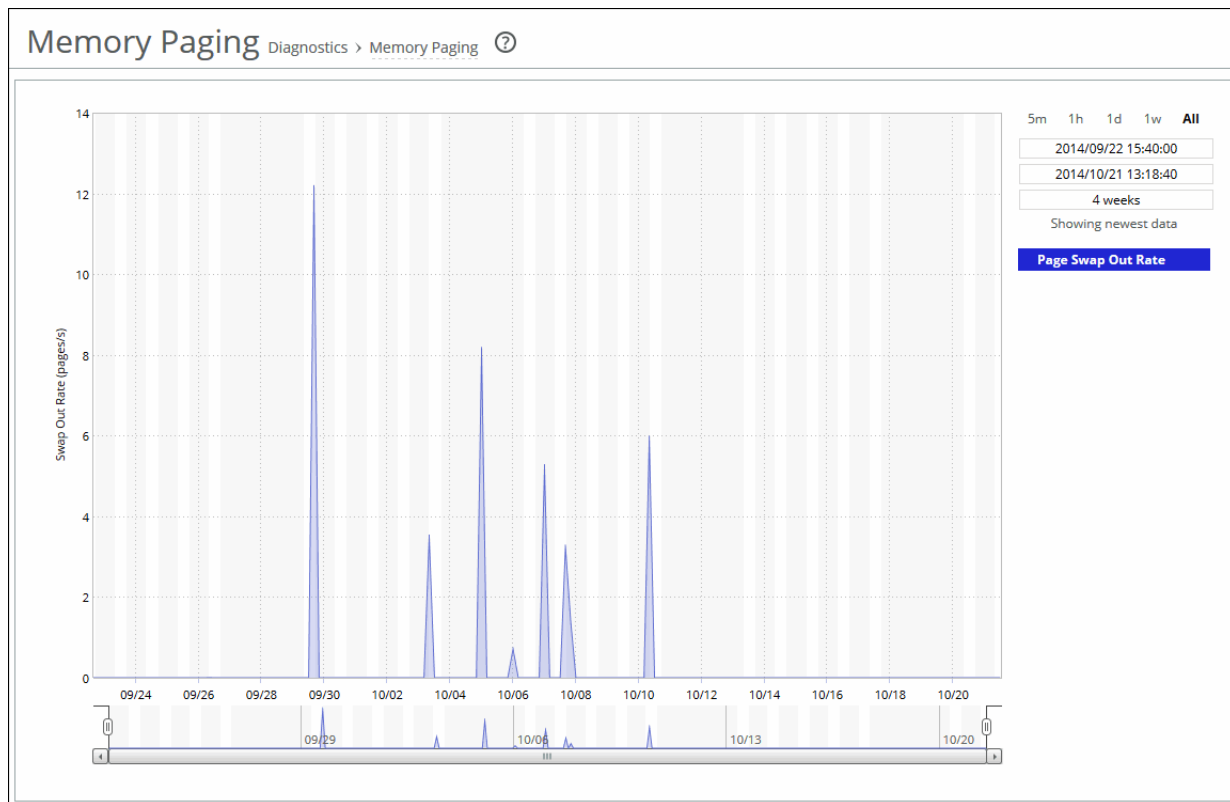 Memory Paging Diagnostics › Memory Paging ?
14
12
10
8
6
4
2
0
Swap Out Rate (pages/s)
09/24 09/26 09/28 09/30 10/02 10/04 10/06 10/08 10/10 10/12 10/14 10/16 10/18 10/20
09/29 10/06 10/13 10/20
5m 1h 1d 1w All
2014/09/22 15:40:00
2014/10/21 13:18:40
4 weeks
Showing newest data
Page Swap Out Rate